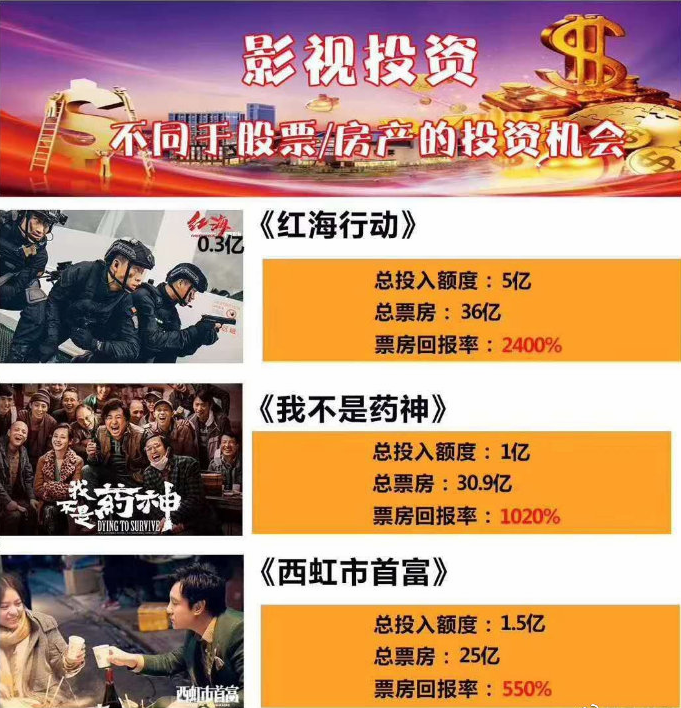 影视投资
不同于股票/房产的投资机会
红海
0.3亿
《红海行动》
总投入额度：5亿
总票房：36亿
票房回报率：2400%
《我不是药神》
总投入额度：1亿
总票房：30.9亿
票房回报率：1020%
我不是药神
DYING TO SURVIVE
《西虹市首富》
总投入额度：1.5亿
总票房：25亿
票房回报率：550%
西虹市首富